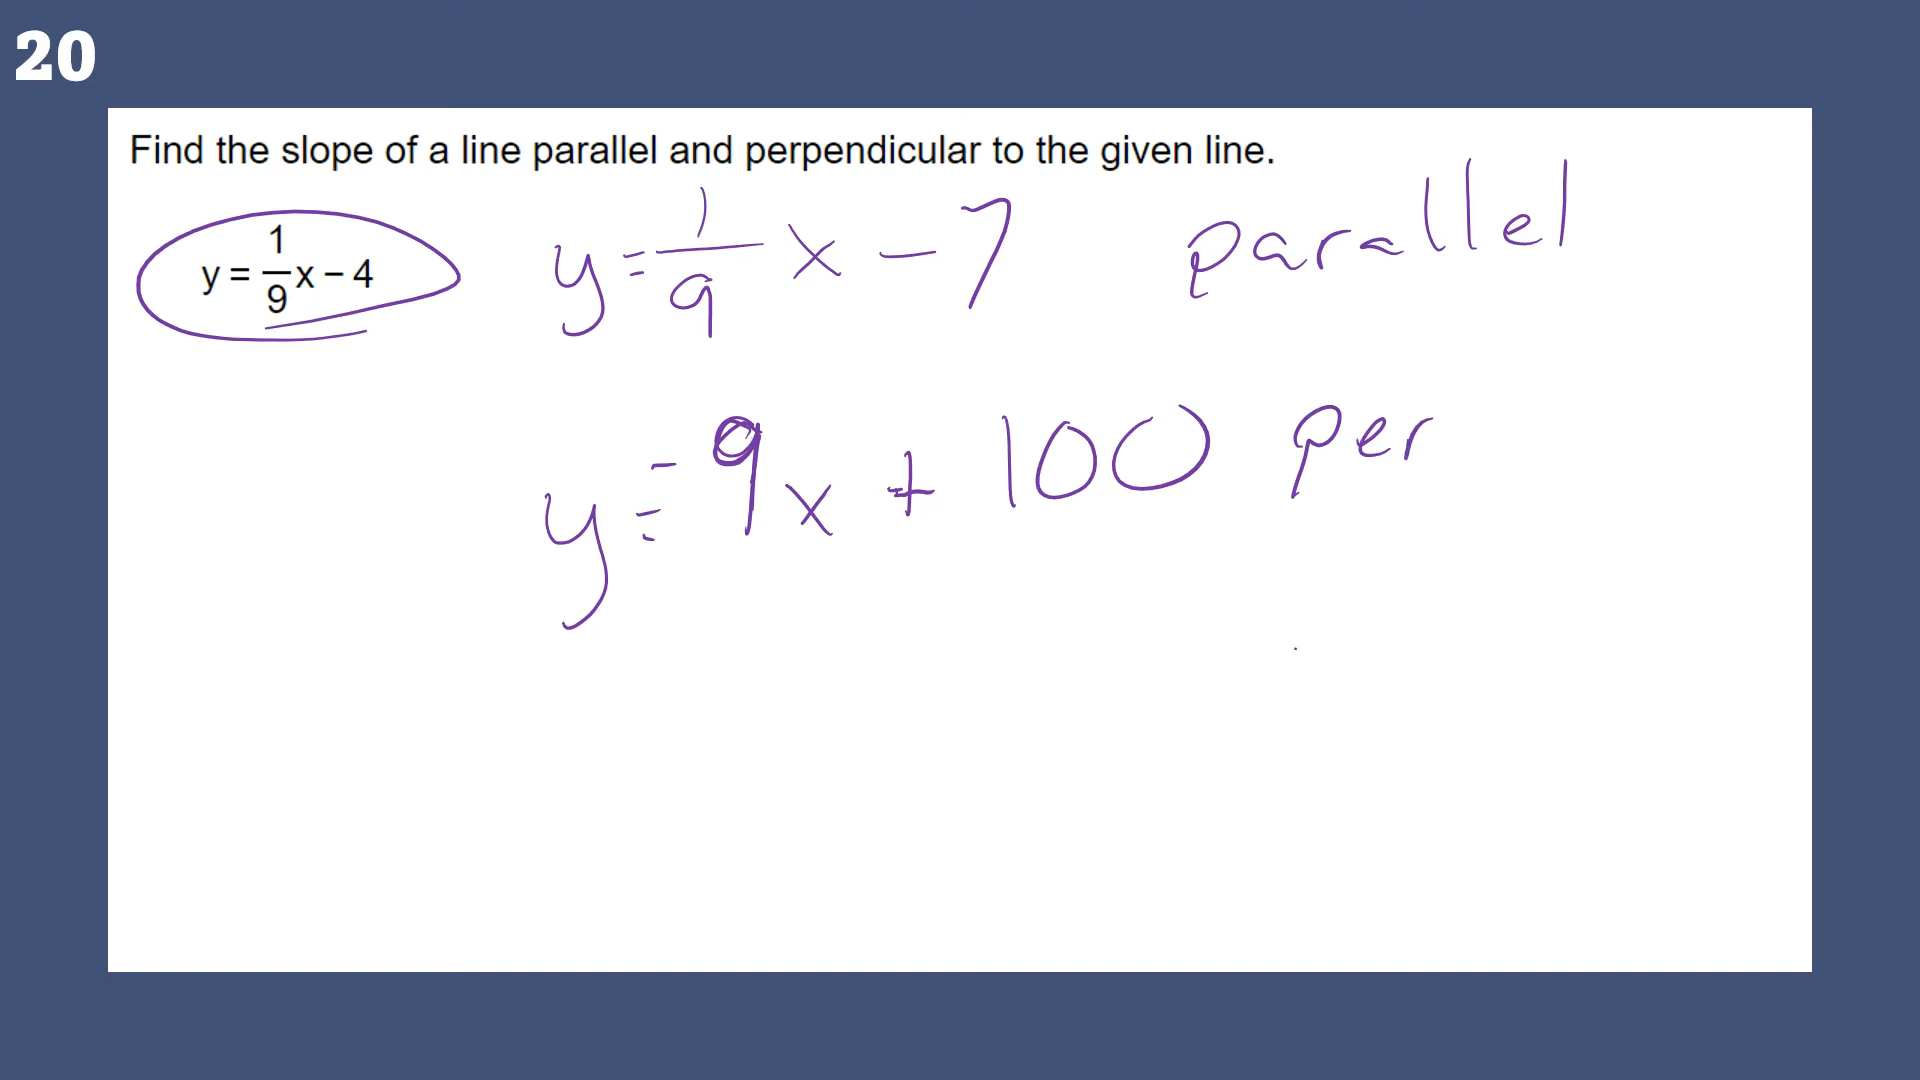 20
Find the slope of a line parallel and perpendicular to the given line.
y = 1/9 x – 4
y = 1/9 x – 7 parallel
y = -9x + 100 per